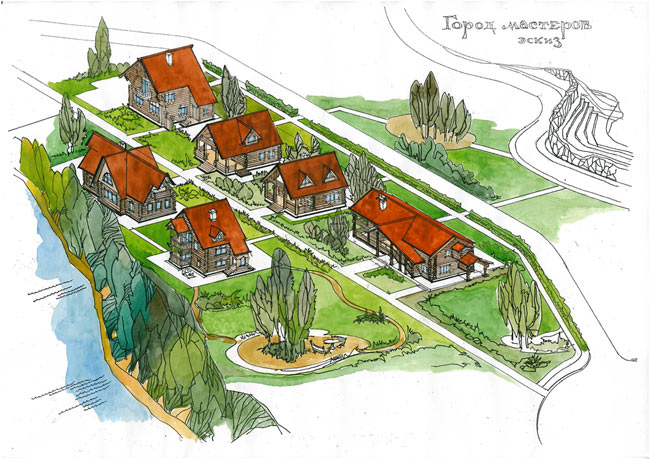 Город мастеров
эскиз